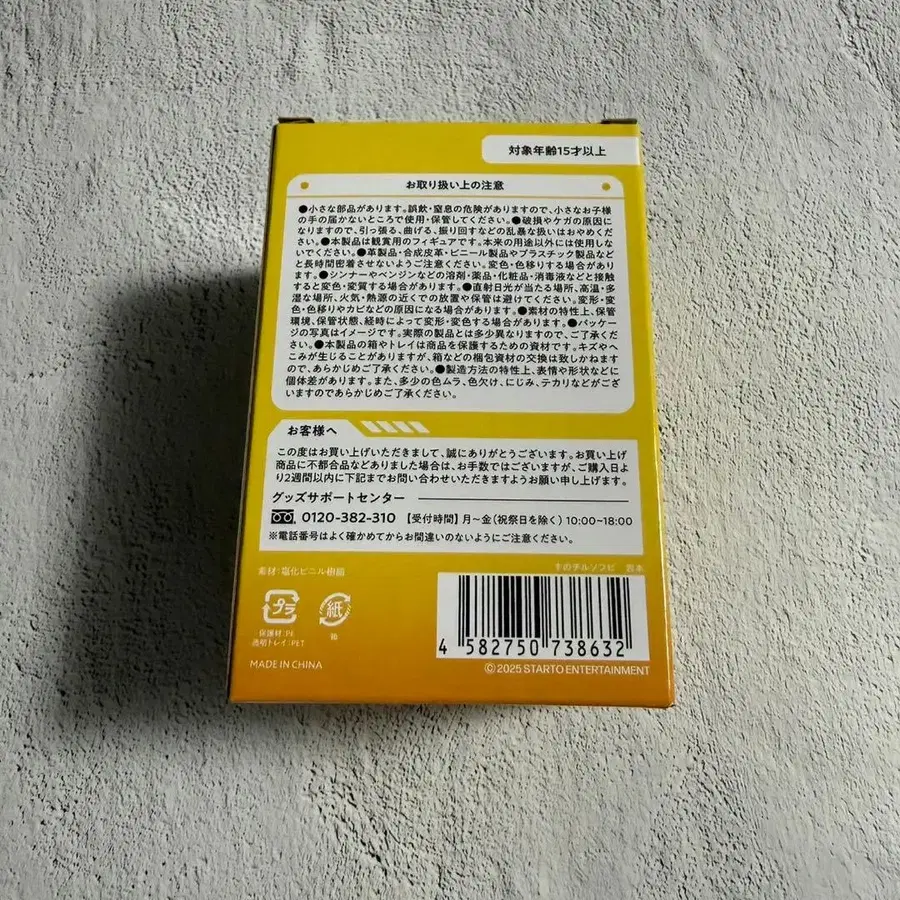 対象年齢15才以上
お取り扱い上の注意
●小さな部品があります。誤飲・窒息の危険がありますので、小さなお子様
の手の届かないところで使用・保管してください。●破損やケガの原因に
なりますので、引っ張る、曲げる、振り回すなどの乱暴な扱いはおやめくだ
さい。●本製品は観賞用のフィギュアです。本来の用途以外には使用しな
いでください。●革製品・合成皮革・ビニール製品やプラスチック製品など
と長時間密着させないようご注意ください。変色・色移りする場合があり
ます。●シンナーやベンジンなどの溶剤・薬品・化粧品・消毒液などと接触
すると変色・変質する場合があります。●直射日光が当たる場所、高温・多
湿な場所、火気・熱源の近くでの放置や保管は避けてください。変形・変
色・色移りやカビなどの原因になる場合があります。●素材の特性上、保管
環境、保管状態、経時によって変形・変色する場合があります。●パッケー
ジの写真はイメージです。実際の製品とは多少異なりますので、ご了承くだ
さい。●本製品の箱やトレイは商品を保護するための資材です。キズやへ
こみが生じることがありますが、箱などの梱包資材の交換は致しかねます
ので、あらかじめご了承ください。●製造方法の特性上、表情や形状などに
個体差があります。また、多少の色ムラ、色欠け、にじみ、テカリなどがござ
いますのであらかじめご了承ください。
お客様へ
この度はお買い上げいただきまして、誠にありがとうございます。お買い上げ
商品に不都合品などありました場合は、お手数ではございますが、ご購入日よ
り2週間以内に下記までお問い合わせいただきますようお願い申し上げます。
グッズサポートセンター
0120-382-310 【受付時間】月~金(祝祭日を除く) 10:00~18:00
※電話番号はよく確かめてからお間違いのないようにご注意ください。
素材:塩化ビニル樹脂
すのチルソフビ 岩本
プラ
紙
保護材:PE
透明トレイ:PET
箱
4 582750 738632
MADE IN CHINA
©2025 STARTO ENTERTAINMENT